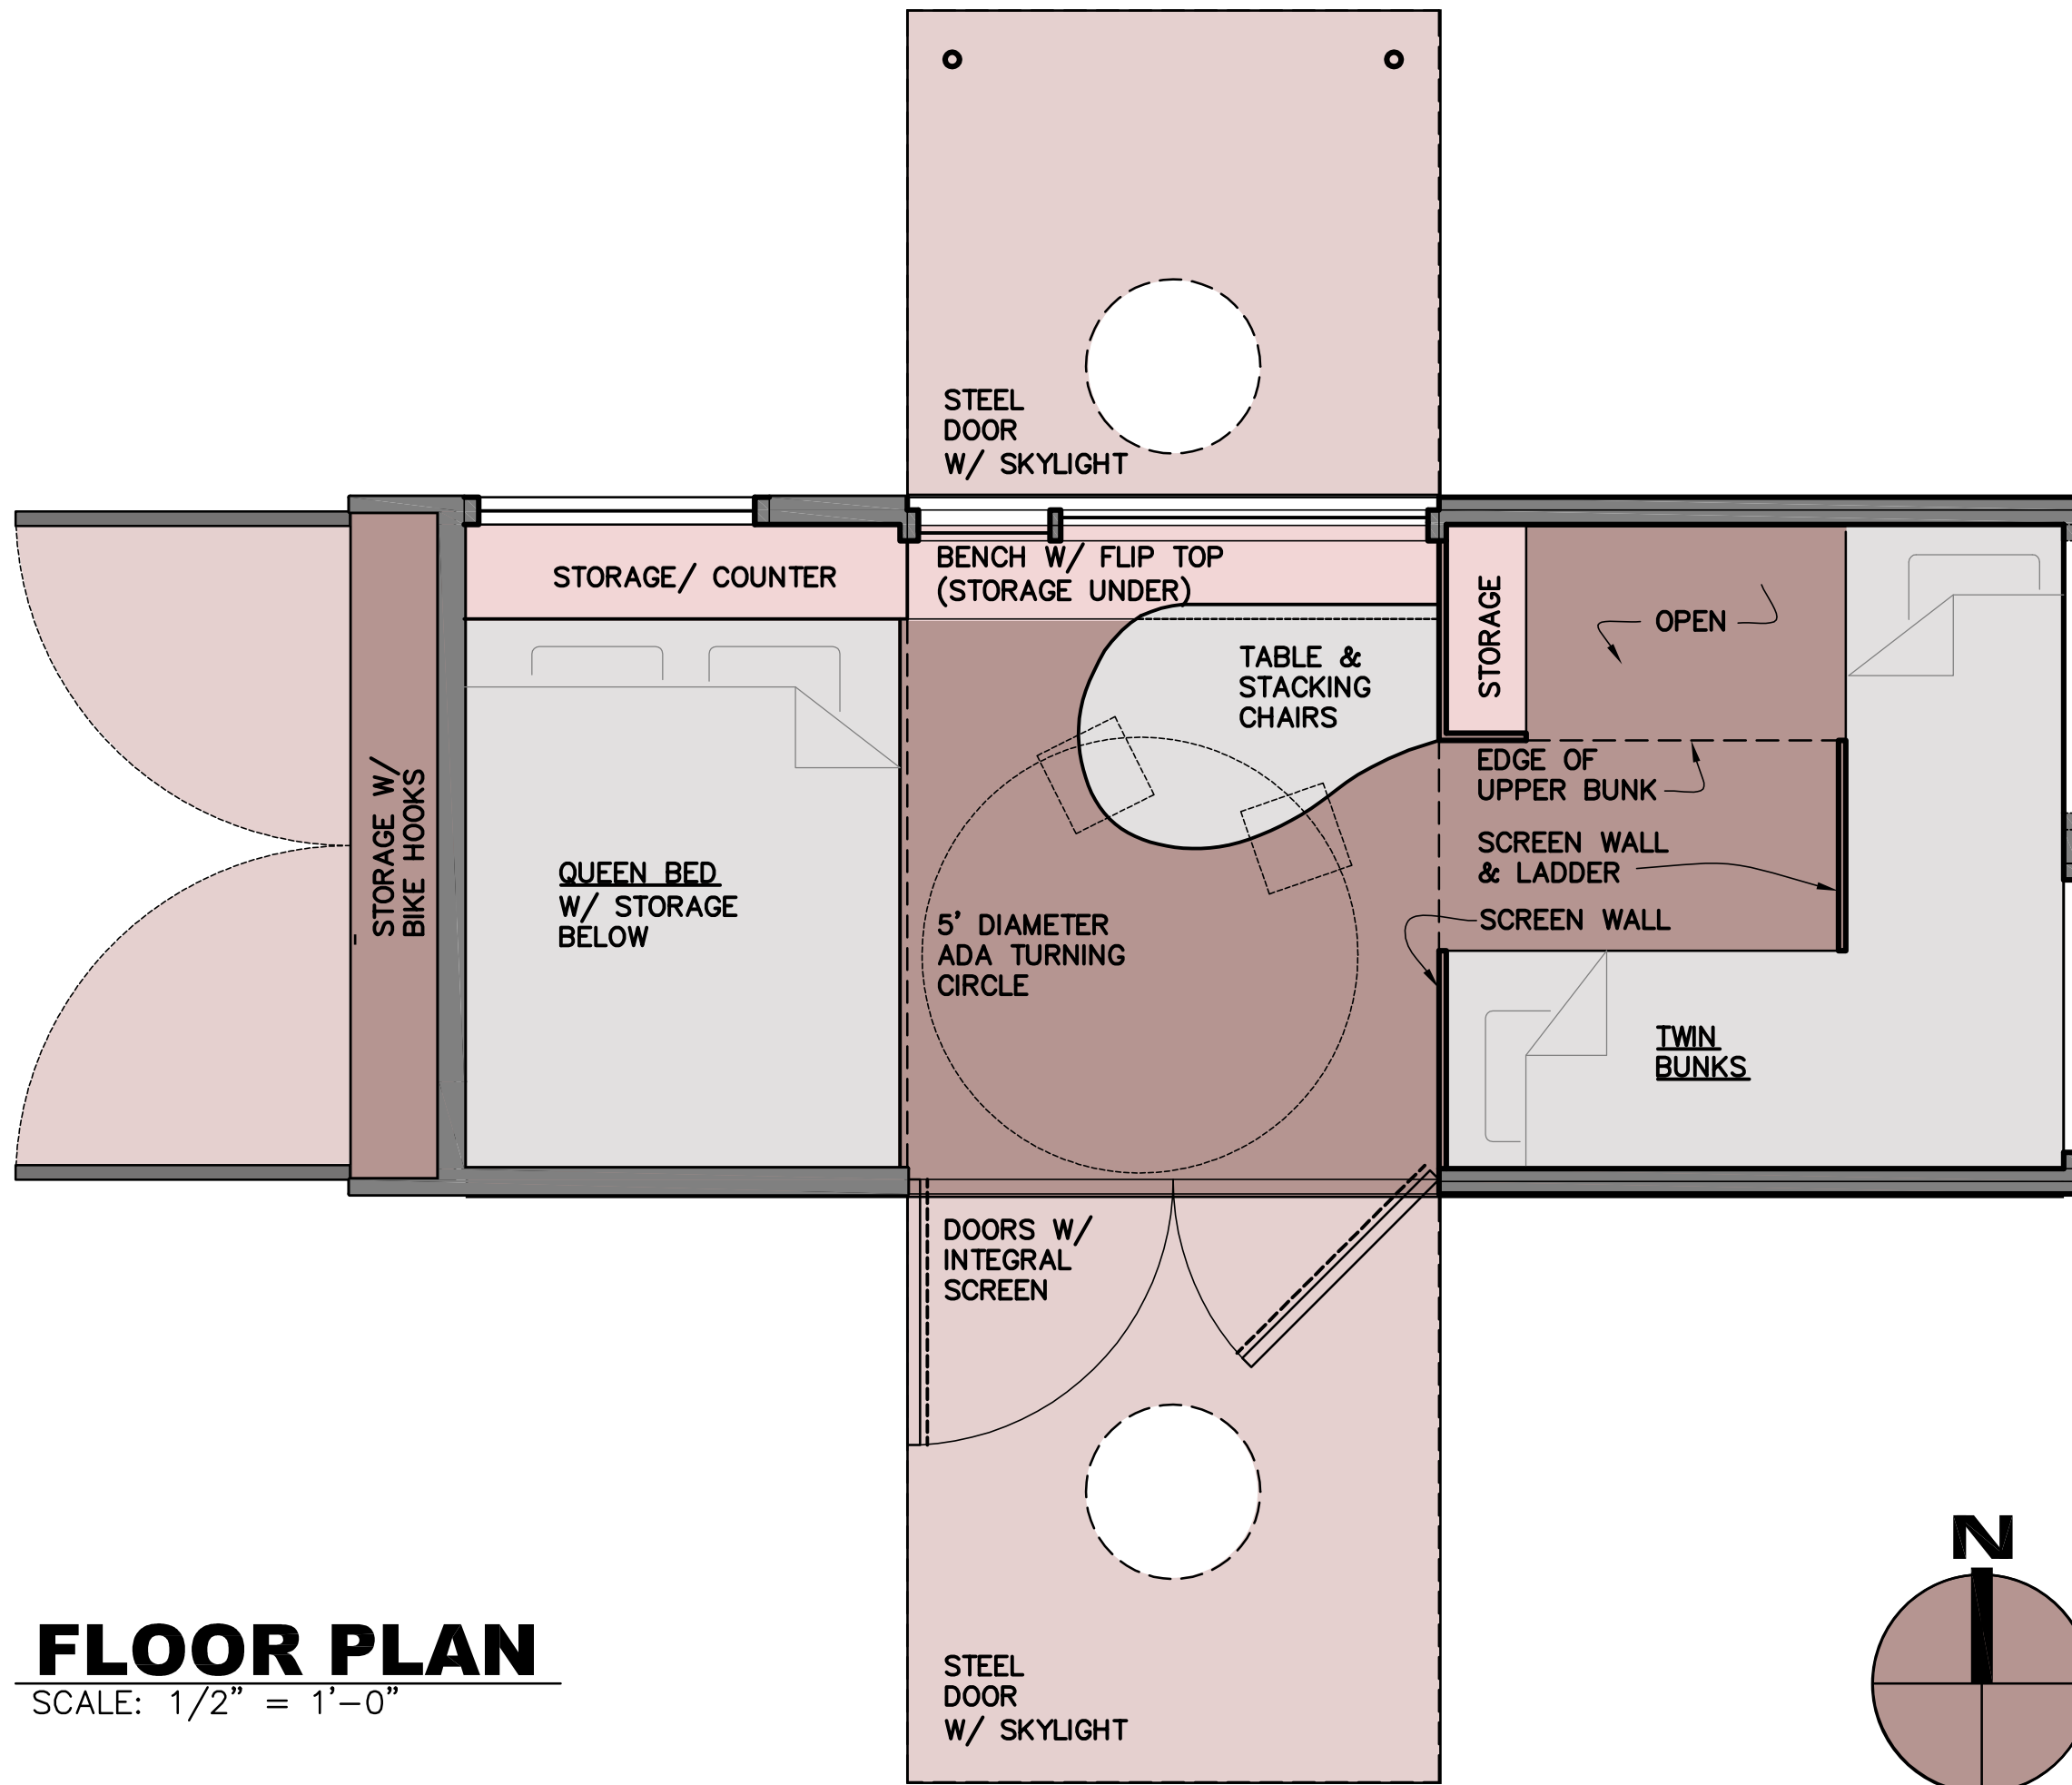 STEEL
DOOR
W/ SKYLIGHT
STORAGE/ COUNTER
BENCH W/ FLIP TOP
(STORAGE UNDER)
STORAGE
OPEN
TABLE &
STACKING
CHAIRS
EDGE OF
UPPER BUNK
SCREEN WALL
& LADDER
SCREEN WALL
STORAGE W/
BIKE HOOKS
QUEEN BED
W/ STORAGE
BELOW
5' DIAMETER
ADA TURNING
CIRCLE
TWIN
BUNKS
DOORS W/
INTEGRAL
SCREEN
STEEL
DOOR
W/ SKYLIGHT
N
FLOOR PLAN
SCALE: 1/2" = 1'-0"